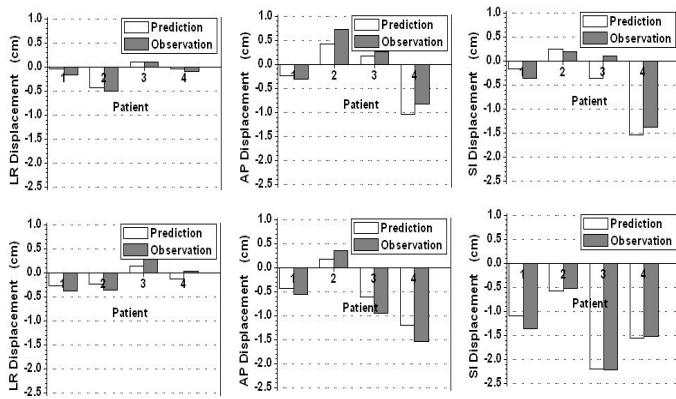 1.0
0.5
0.0
-0.5
-1.0
-1.5
-2.0
-2.5
LR Displacement (cm)
Prediction
Observation
1 2 3 4
Patient
1.0
0.5
0.0
-0.5
-1.0
-1.5
-2.0
-2.5
AP Displacement (cm)
Prediction
Observation
1 2 3 4
Patient
1.0
0.5
0.0
-0.5
-1.0
-1.5
-2.0
-2.5
SI Displacement (cm)
Prediction
Observation
1 2 3 4
Patient
1.0
0.5
0.0
-0.5
-1.0
-1.5
-2.0
-2.5
LR Displacement (cm)
Prediction
Observation
1 2 3 4
Patient
1.0
0.5
0.0
-0.5
-1.0
-1.5
-2.0
-2.5
AP Displacement (cm)
Prediction
Observation
1 2 3 4
Patient
1.0
0.5
0.0
-0.5
-1.0
-1.5
-2.0
-2.5
SI Displacement (cm)
Prediction
Observation
1 2 3 4
Patient